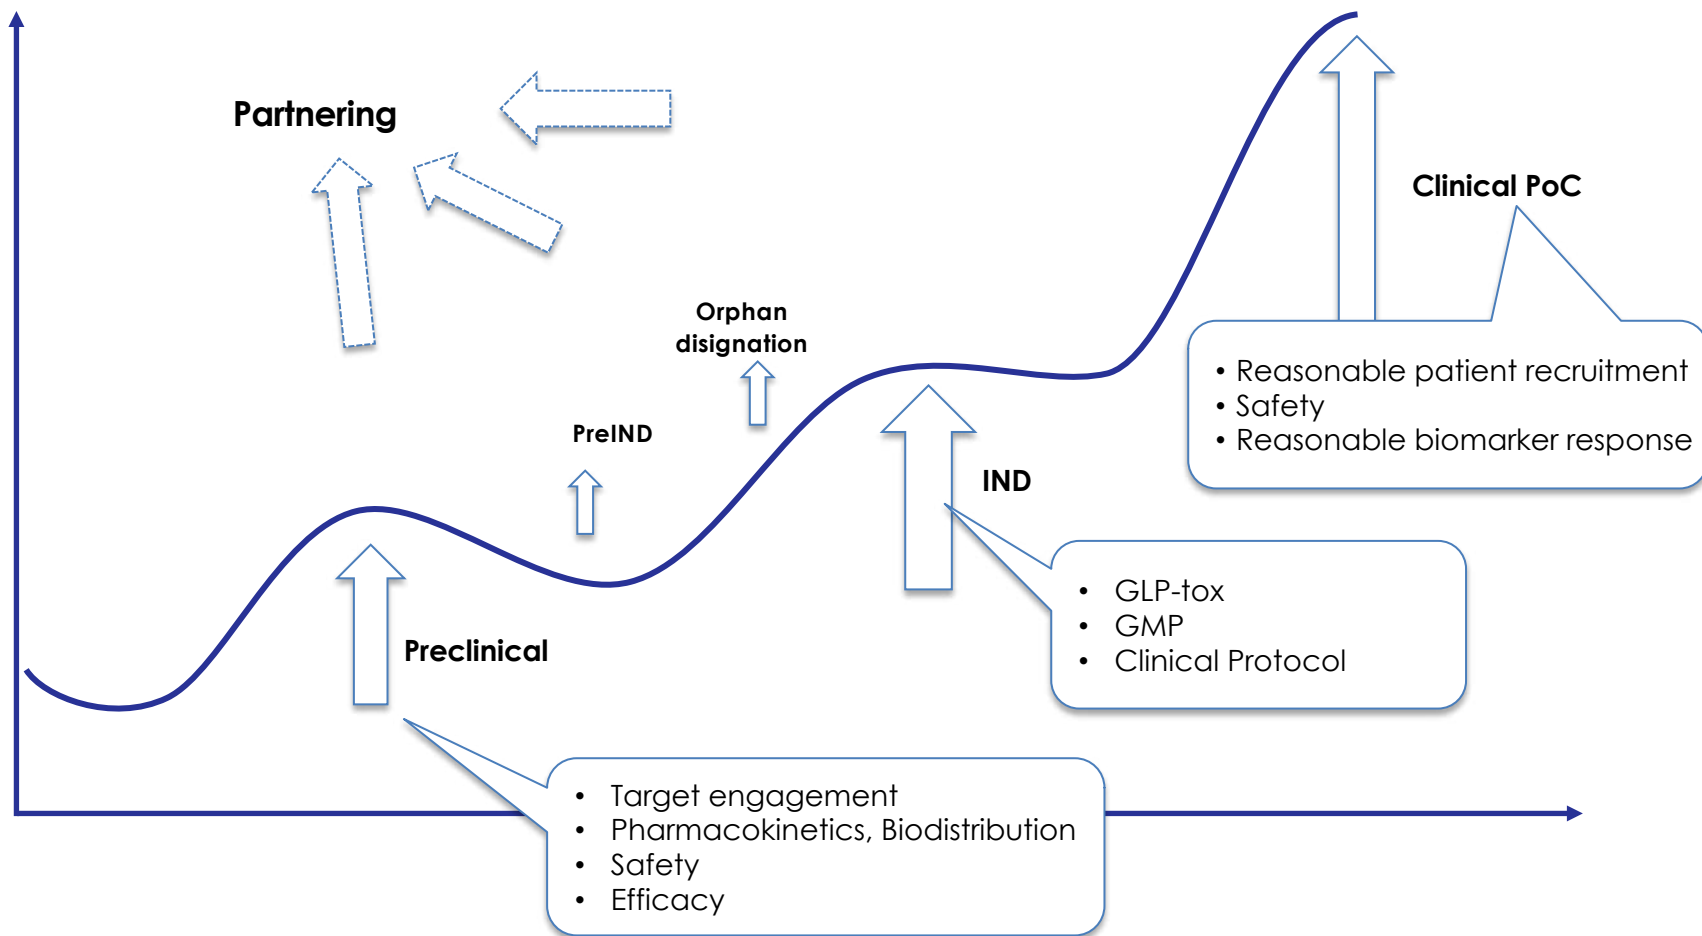 Partnering
Clinical PoC
Orphan
disignation
• Reasonable patient recruitment
• Safety
• Reasonable biomarker response
PreIND
IND
• GLP-tox
• GMP
• Clinical Protocol
Preclinical
• Target engagement
• Pharmacokinetics, Biodistribution
• Safety
• Efficacy